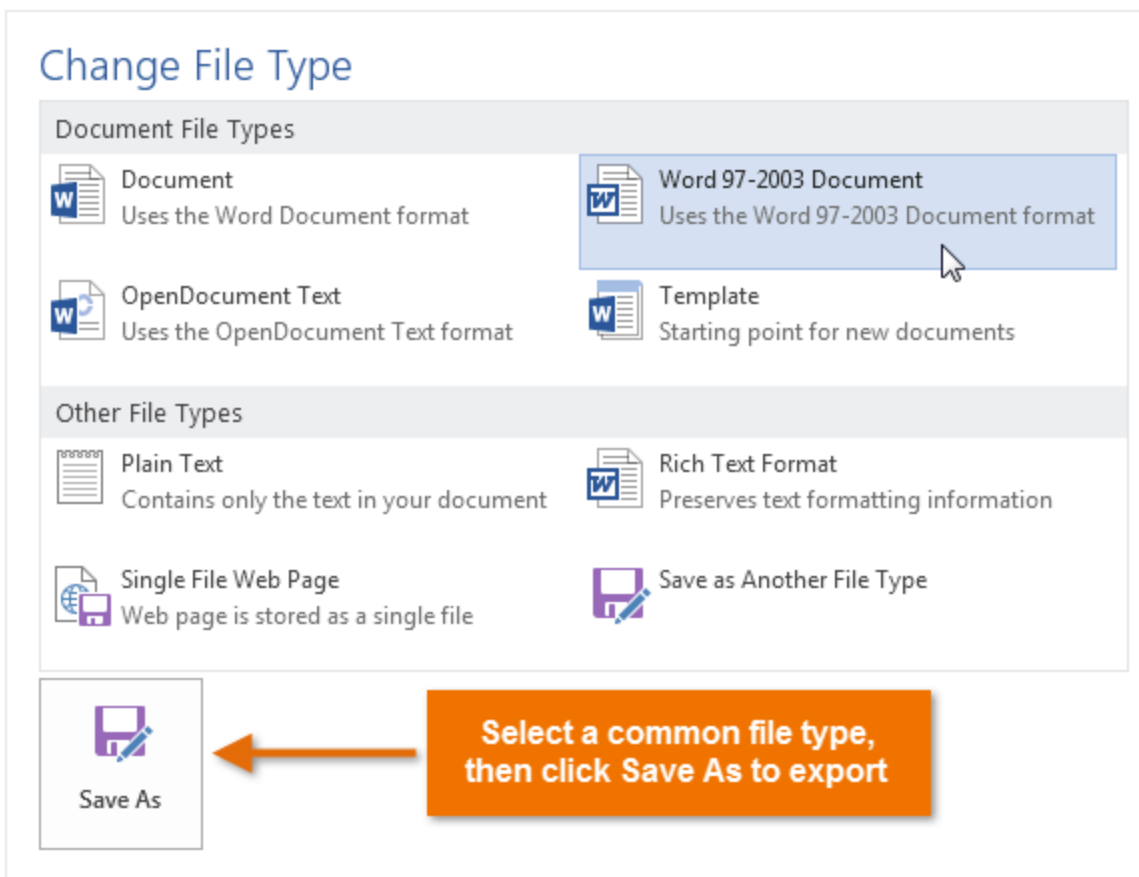 Change File Type
Document File Types
Document
Uses the Word Document format
Word 97-2003 Document
Uses the Word 97-2003 Document format
OpenDocument Text
Uses the OpenDocument Text format
Template
Starting point for new documents
Other File Types
Plain Text
Contains only the text in your document
Rich Text Format
Preserves text formatting information
Single File Web Page
Web page is stored as a single file
Save as Another File Type
Save As
Select a common file type,
then click Save As to export